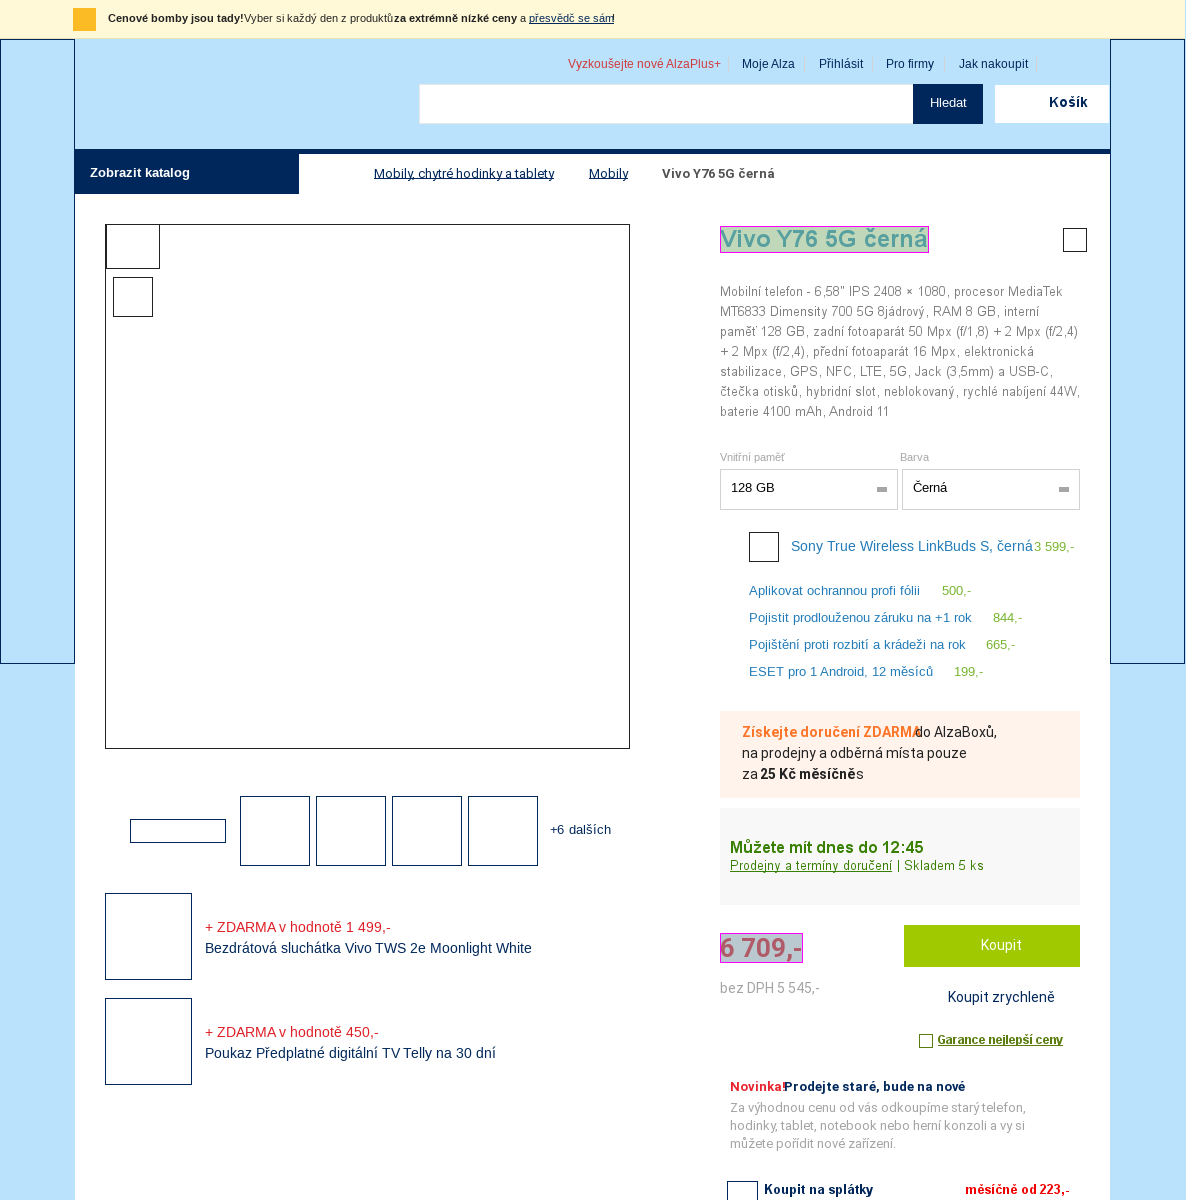 Cenové bomby jsou tady!Vyber si každý den z produktůza extrémně nízké ceny a přesvědč se sám!
Vyzkoušejte nové AlzaPlus+
Moje Alza
Přihlásit
Pro firmy
Jak nakoupit
Hledat
Košík
Zobrazit katalog
Mobily, chytré hodinky a tablety
Mobily
Vivo Y76 5G černá
Vivo Y76 5G černá
Mobilní telefon - 6,58" IPS 2408 × 1080, procesor MediaTek
MT6833 Dimensity 700 5G 8jádrový, RAM 8 GB, interní
paměť 128 GB, zadní fotoaparát 50 Mpx (f/1,8) + 2 Mpx (f/2,4)
+ 2 Mpx (f/2,4), přední fotoaparát 16 Mpx, elektronická
stabilizace, GPS, NFC, LTE, 5G, Jack (3,5mm) a USB-C,
čtečka otisků, hybridní slot, neblokovaný, rychlé nabíjení 44W,
baterie 4100 mAh, Android 11
Vnitřní paměť
Barva
128 GB
Černá
Sony True Wireless LinkBuds S, černá 3 599,-
Aplikovat ochrannou profi fólii 500,-
Pojistit prodlouženou záruku na +1 rok 844,-
Pojištění proti rozbití a krádeži na rok 665,-
ESET pro 1 Android, 12 měsíců 199,-
Získejte doručení ZDARMA do AlzaBoxů,
na prodejny a odběrná místa pouze
za 25 Kč měsíčně s
Můžete mít dnes do 12:45
Prodejny a termíny doručení | Skladem 5 ks
+6 dalších
+ ZDARMA v hodnotě 1 499,-
Bezdrátová sluchátka Vivo TWS 2e Moonlight White
+ ZDARMA v hodnotě 450,-
Poukaz Předplatné digitální TV Telly na 30 dní
6 709,-
bez DPH 5 545,-
Koupit
Koupit zrychleně
Garance nejlepší ceny
Novinka! Prodejte staré, bude na nové
Za výhodnou cenu od vás odkoupíme starý telefon,
hodinky, tablet, notebook nebo herní konzoli a vy si
můžete pořídit nové zařízení.
Koupit na splátky
měsíčně od 223,-